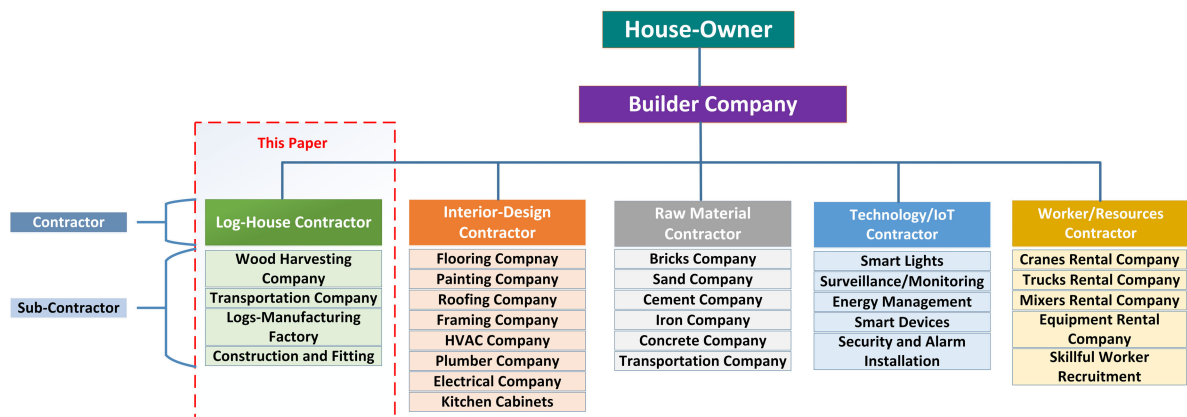 House-Owner
Builder Company
This Paper
Contractor
Sub-Contractor
Log-House Contractor
Wood Harvesting
Company
Transportation Company
Logs-Manufacturing
Factory
Construction and Fitting
Interior-Design
Contractor
Flooring Compnay
Painting Company
Roofing Company
Framing Company
HVAC Company
Plumber Company
Electrical Company
Kitchen Cabinets
Raw Material
Contractor
Bricks Company
Sand Company
Cement Company
Iron Company
Concrete Company
Transportation Company
Technology/IoT
Contractor
Smart Lights
Surveillance/Monitoring
Energy Management
Smart Devices
Security and Alarm
Installation
Worker/Resources
Contractor
Cranes Rental Company
Trucks Rental Company
Mixers Rental Company
Equipment Rental
Company
Skillful Worker
Recruitment